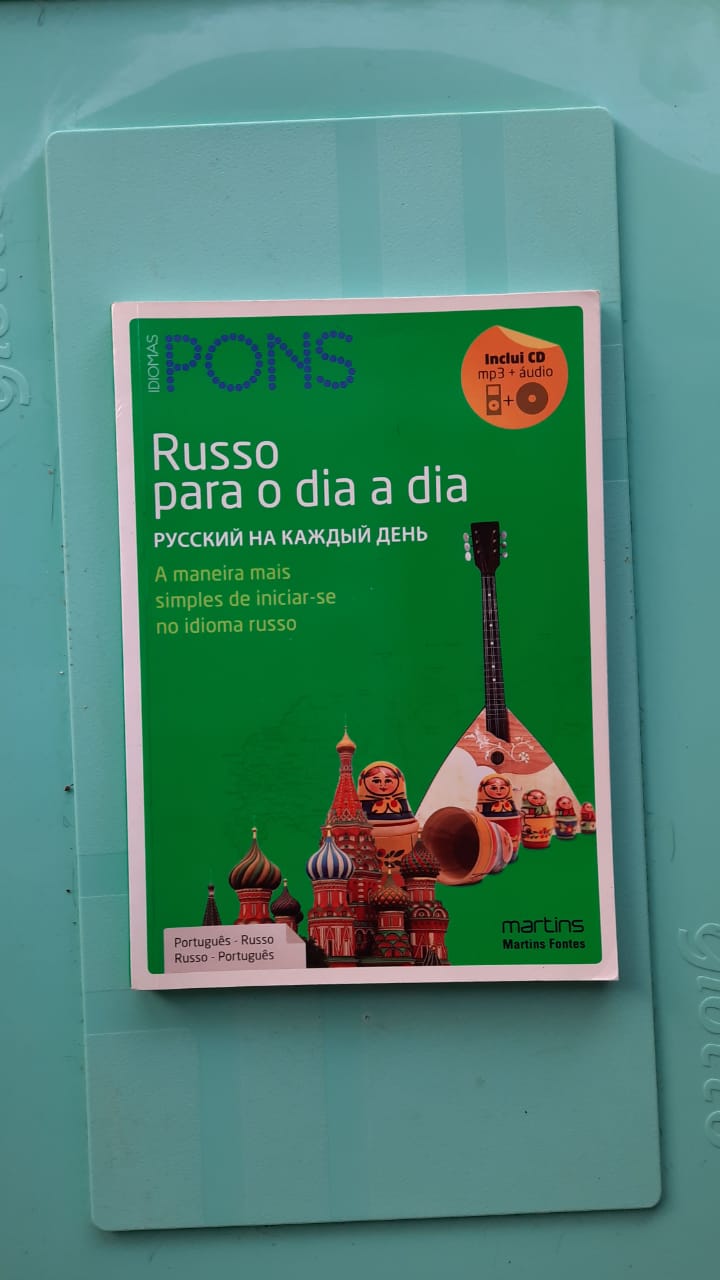 IDIOMAS
PONS
Inclui CD
mp3 + áudio
+
Russo
para o dia a dia
РУССКИЙ НА КАЖДЫЙ ДЕНЬ
A maneira mais
simples de iniciar-se
no idioma russo
Português - Russo
Russo - Português
martins
Martins Fontes